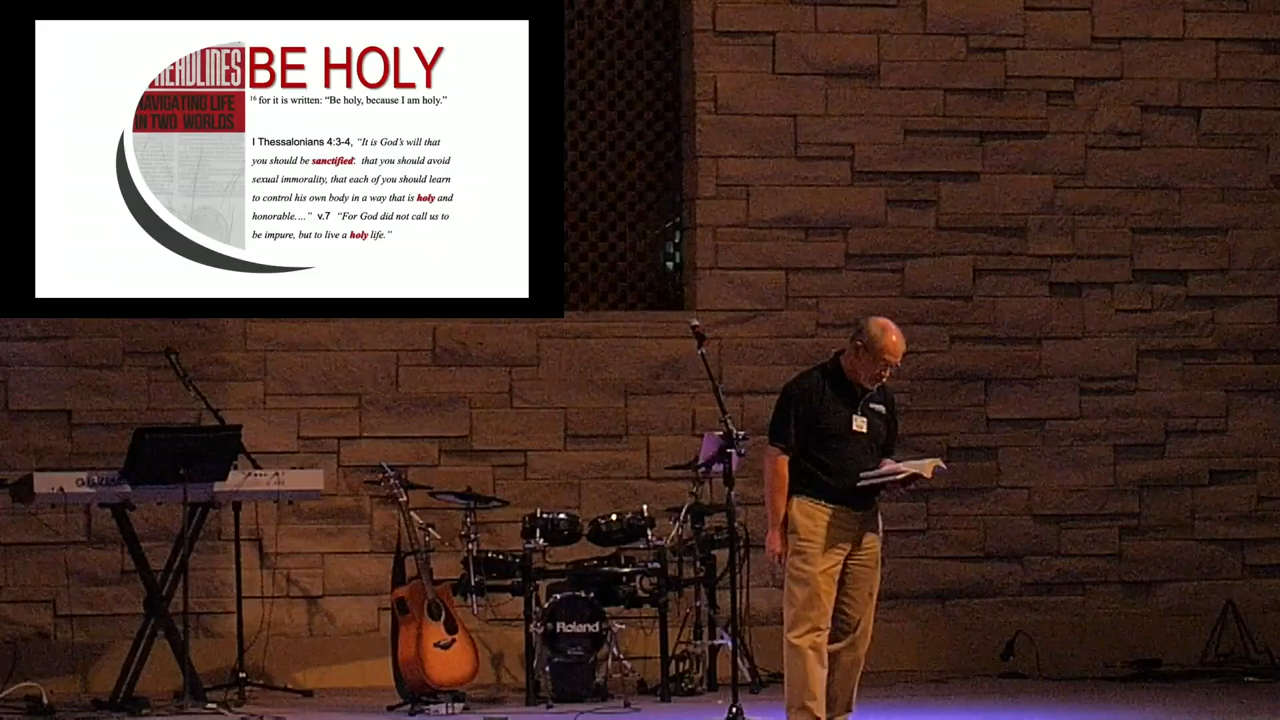 HEADLINES
NAVIGATING LIFE
IN TWO WORLDS
BE HOLY
16 for it is written: “Be holy, because I am holy.”
I Thessalonians 4:3-4, “It is God’s will that
you should be sanctified: that you should avoid
sexual immorality, that each of you should learn
to control his own body in a way that is holy and
honorable....” v.7 “For God did not call us to
be impure, but to live a holy life.”
Roland